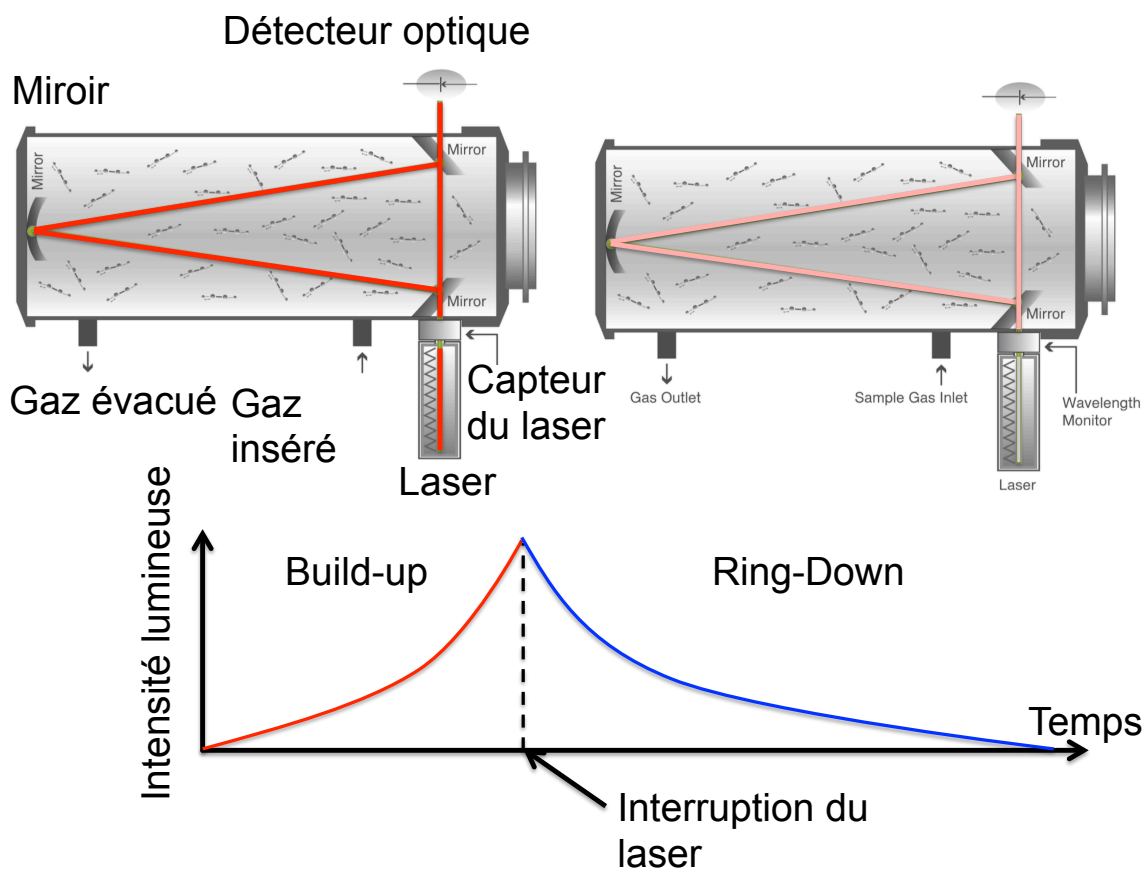 Détecteur optique
Miroir
Mirror
Mirror
Mirror
Gaz évacué
Gaz
inséré
Capteur
du laser
Laser
Mirror
Mirror
Mirror
Gas Outlet
Sample Gas Inlet
Wavelength
Monitor
Laser
Intensité lumineuse
Build-up
Ring-Down
Temps
Interruption du
laser